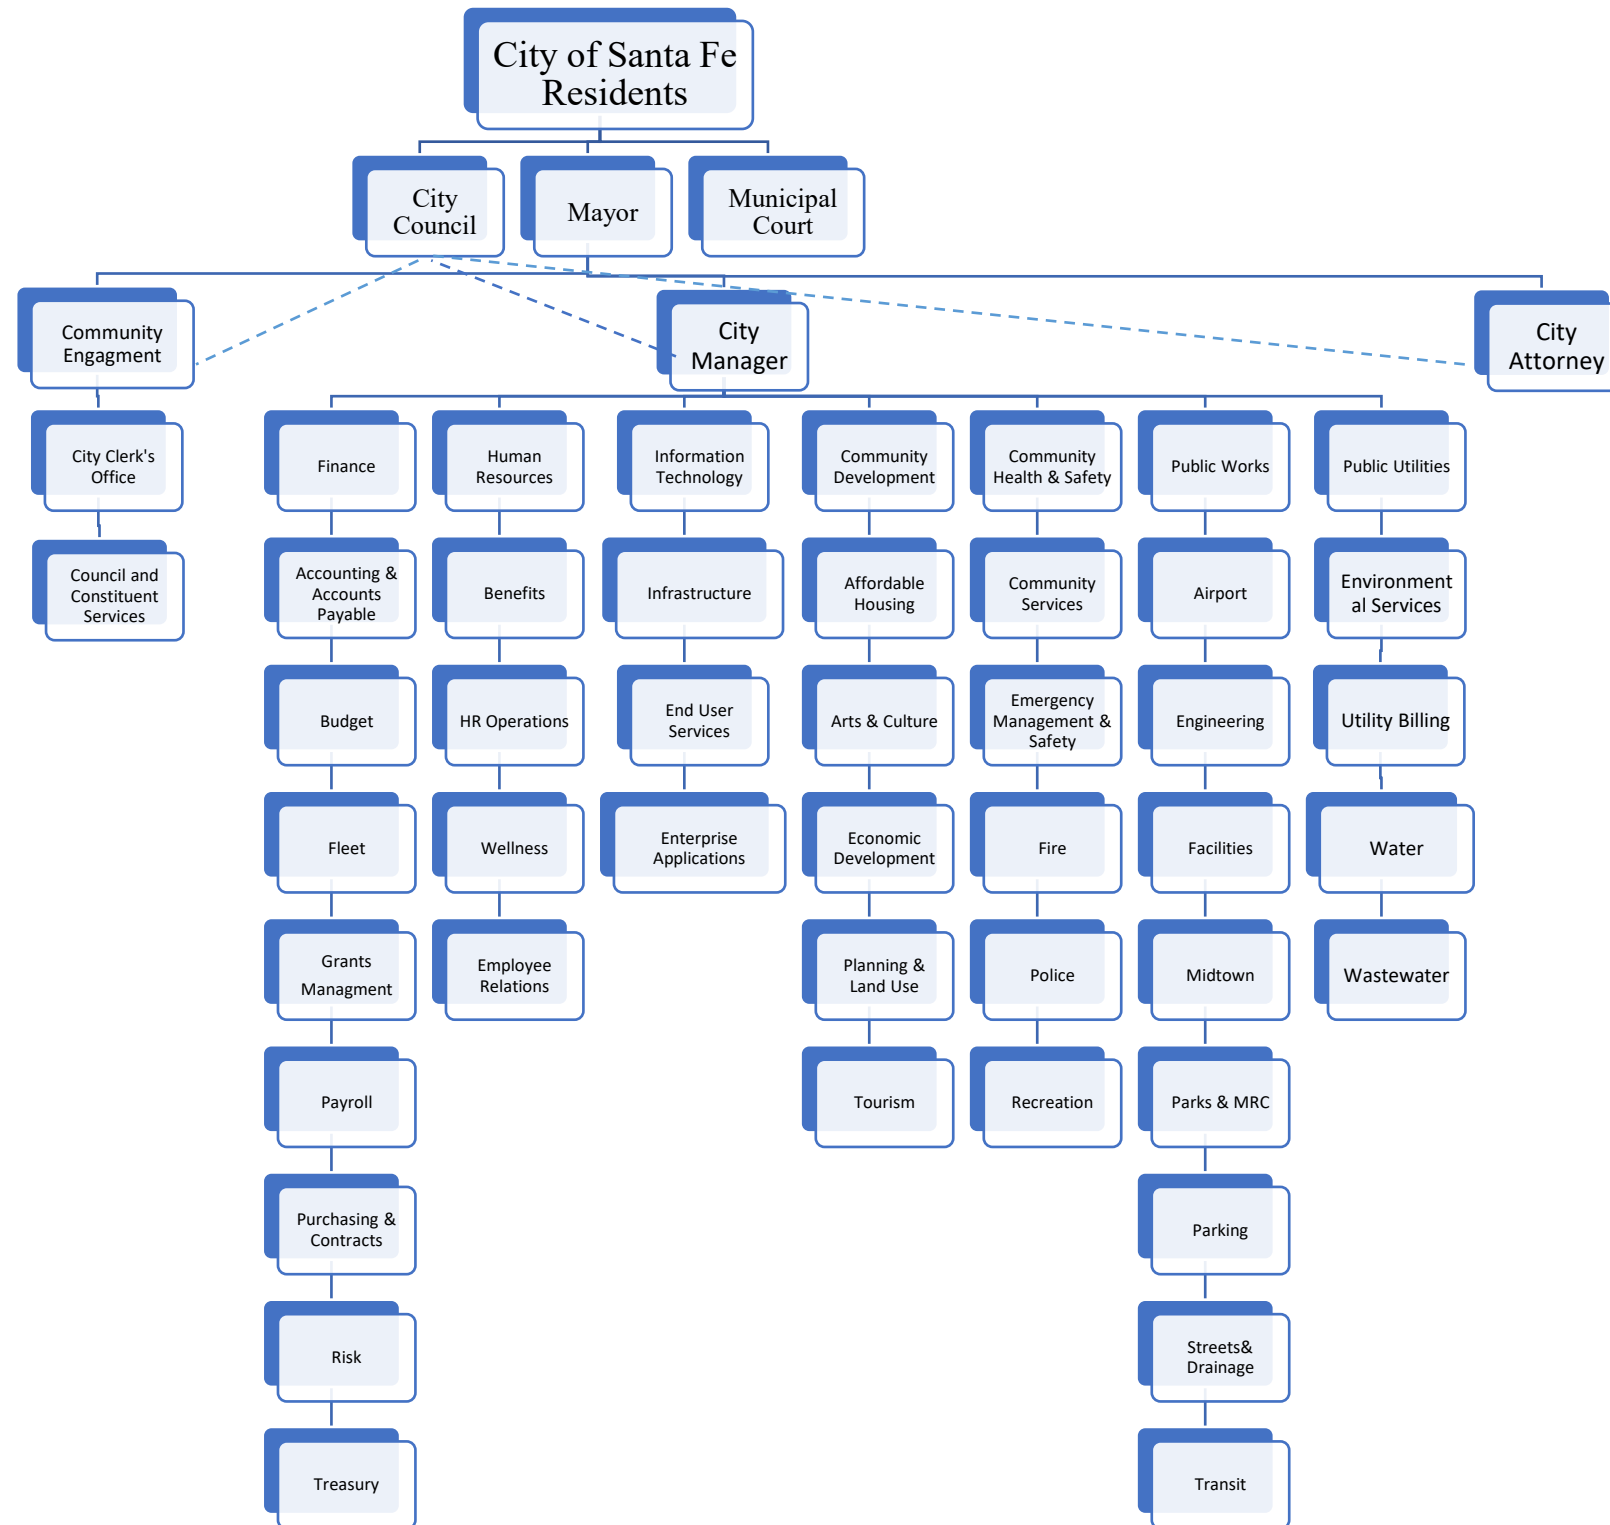 City of Santa Fe
Residents
City
Council
Mayor
Municipal
Court
Community
Engagment
City
Manager
City
Attorney
City Clerk's
Office
Council and
Constituent
Services
Finance
Accounting &
Accounts
Payable
Budget
Fleet
Grants
Managment
Payroll
Purchasing &
Contracts
Risk
Treasury
Human
Resources
Benefits
HR Operations
Wellness
Employee
Relations
Information
Technology
Infrastructure
End User
Services
Enterprise
Applications
Community
Development
Affordable
Housing
Arts & Culture
Economic
Development
Planning &
Land Use
Tourism
Community
Health & Safety
Community
Services
Emergency
Management &
Safety
Fire
Police
Recreation
Public Works
Airport
Engineering
Facilities
Midtown
Parks & MRC
Parking
Streets&
Drainage
Transit
Public Utilities
Environment
al Services
Utility Billing
Water
Wastewater